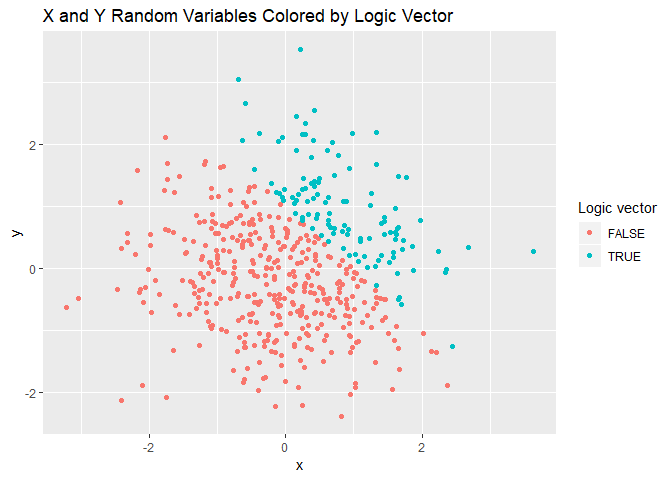 X and Y Random Variables Colored by Logic Vector
y
2
0
-2
-2
0
2
x
Logic vector
FALSE
TRUE